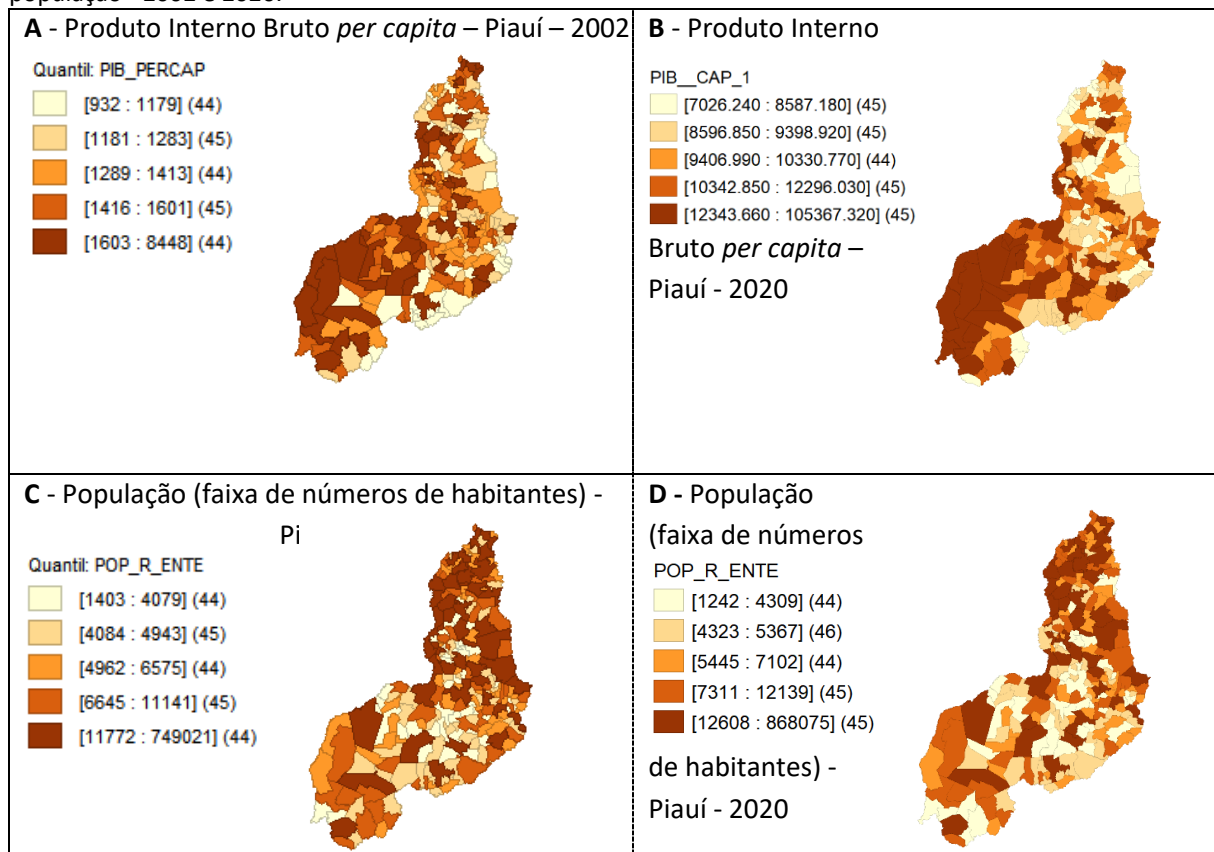 população - 2002 e 2020.
A - Produto Interno Bruto per capita – Piauí – 2002
Quantil: PIB_PERCAP
[932 : 1179] (44)
[1181 : 1283] (45)
[1289 : 1413] (44)
[1416 : 1601] (45)
[1603 : 8448] (44)
B - Produto Interno
PIB__CAP_1
[7026.240 : 8587.180] (45)
[8596.850 : 9398.920] (45)
[9406.990 : 10330.770] (44)
[10342.850 : 12296.030] (45)
[12343.660 : 105367.320] (45)
Bruto per capita –
Piauí - 2020
C - População (faixa de números de habitantes) -
Pi
Quantil: POP_R_ENTE
[1403 : 4079] (44)
[4084 : 4943] (45)
[4962 : 6575] (44)
[6645 : 11141] (45)
[11772 : 749021] (44)
D - População
(faixa de números
POP_R_ENTE
[1242 : 4309] (44)
[4323 : 5367] (46)
[5445 : 7102] (44)
[7311 : 12139] (45)
[12608 : 868075] (45)
de habitantes) -
Piauí - 2020